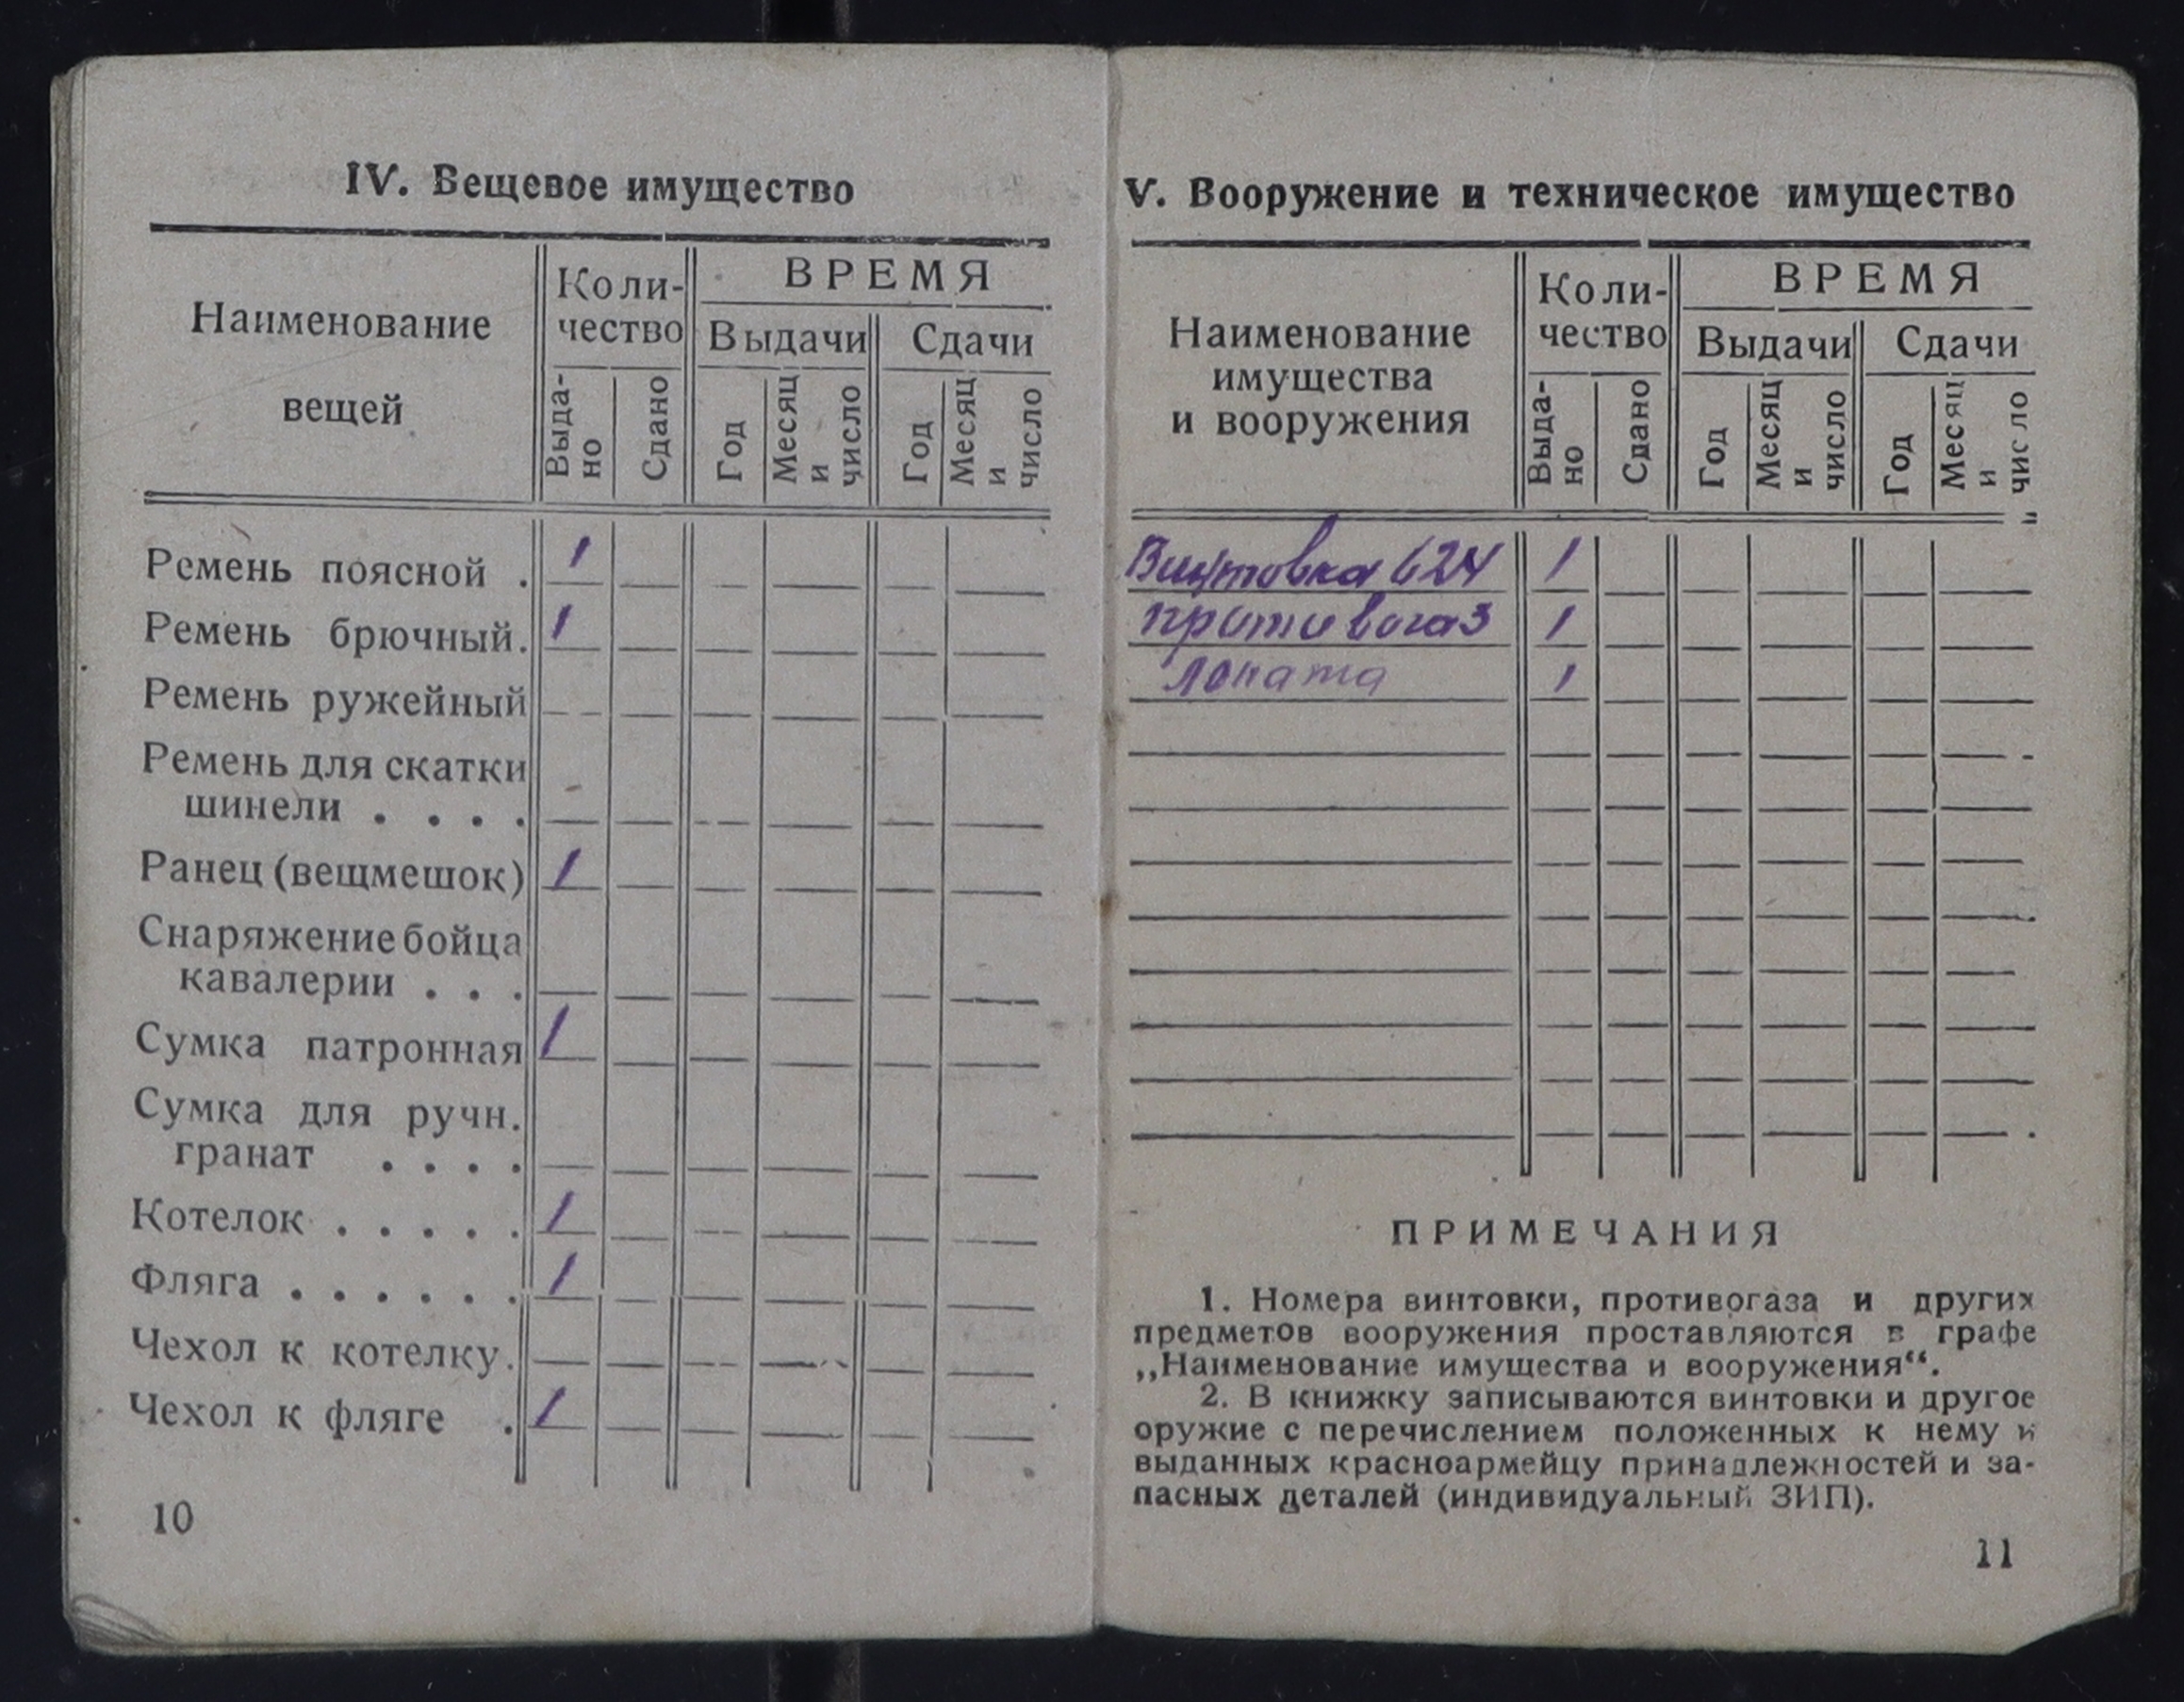 IV. Вещевое имущество
Наименование
вещей
Коли-
чество
ВРЕМЯ
Выдачи
Сдачи
Выда-
но
Сдано
Год
Месяц
и
число
Год
Месяц
и
число
Ремень поясной . 1
Ремень брючный. 1
Ремень ружейный
Ремень для скатки
шинели . . . .
Ранец (вещмешок) 1
Снаряжение бойца
кавалерии . . .
Сумка патронная 1
Сумка для ручн.
гранат . . . .
Котелок . . . . . 1
Фляга . . . . . . 1
Чехол к котелку.
Чехол к фляге . 1
10
V. Вооружение и техническое имущество
Наименование
имущества
и вооружения
Коли-
чество
ВРЕМЯ
Выдачи
Сдачи
Выда-
но
Сдано
Год
Месяц
и
число
Год
Месяц
и
число
Винтовка 624 1
противогаз 1
лопата 1
ПРИМЕЧАНИЯ
1. Номера винтовки, противогаза и других
предметов вооружения проставляются в графе
„Наименование имущества и вооружения“.
2. В книжку записываются винтовки и другое
оружие с перечислением положенных к нему и
выданных красноармейцу принадлежностей и за-
пасных деталей (индивидуальный ЗИП).
11